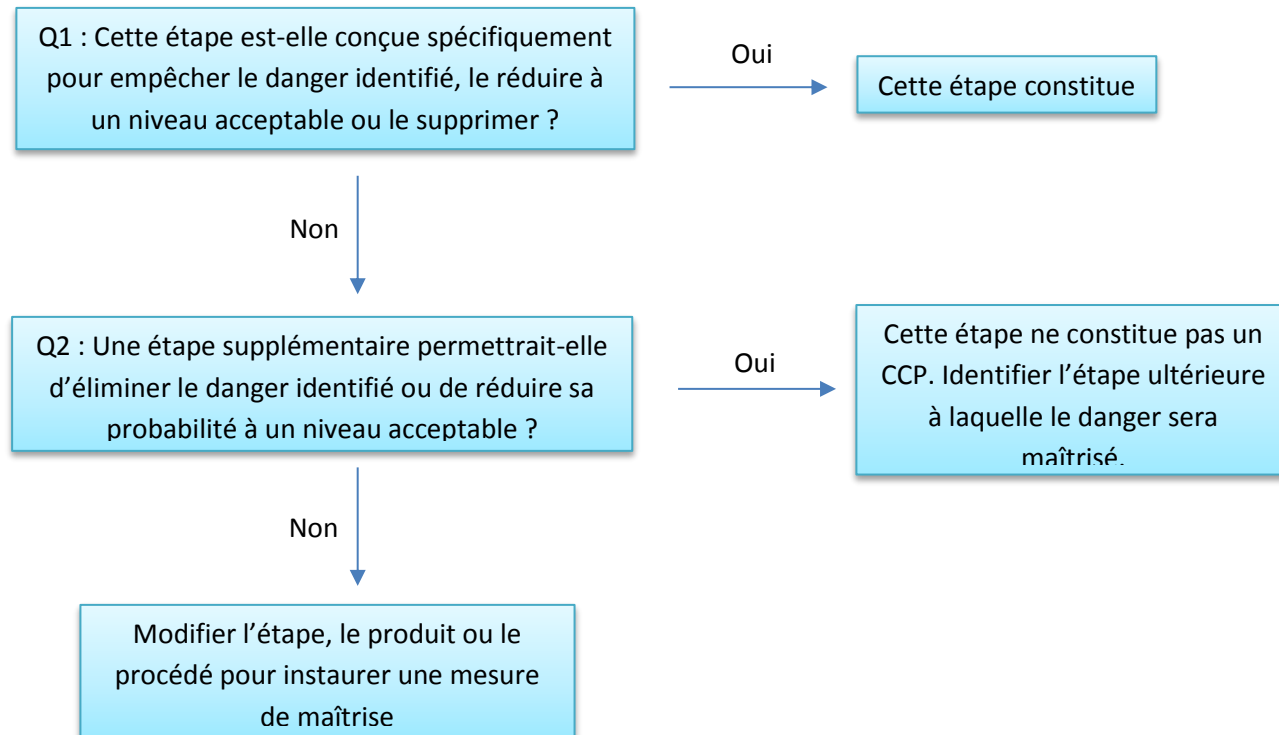 Q1 : Cette étape est-elle conçue spécifiquement
pour empêcher le danger identifié, le réduire à
un niveau acceptable ou le supprimer ?
Oui
Cette étape constitue
Non
Q2 : Une étape supplémentaire permettrait-elle
d’éliminer le danger identifié ou de réduire sa
probabilité à un niveau acceptable ?
Oui
Cette étape ne constitue pas un
CCP. Identifier l’étape ultérieure
à laquelle le danger sera
maîtrisé.
Non
Modifier l’étape, le produit ou le
procédé pour instaurer une mesure
de maîtrise